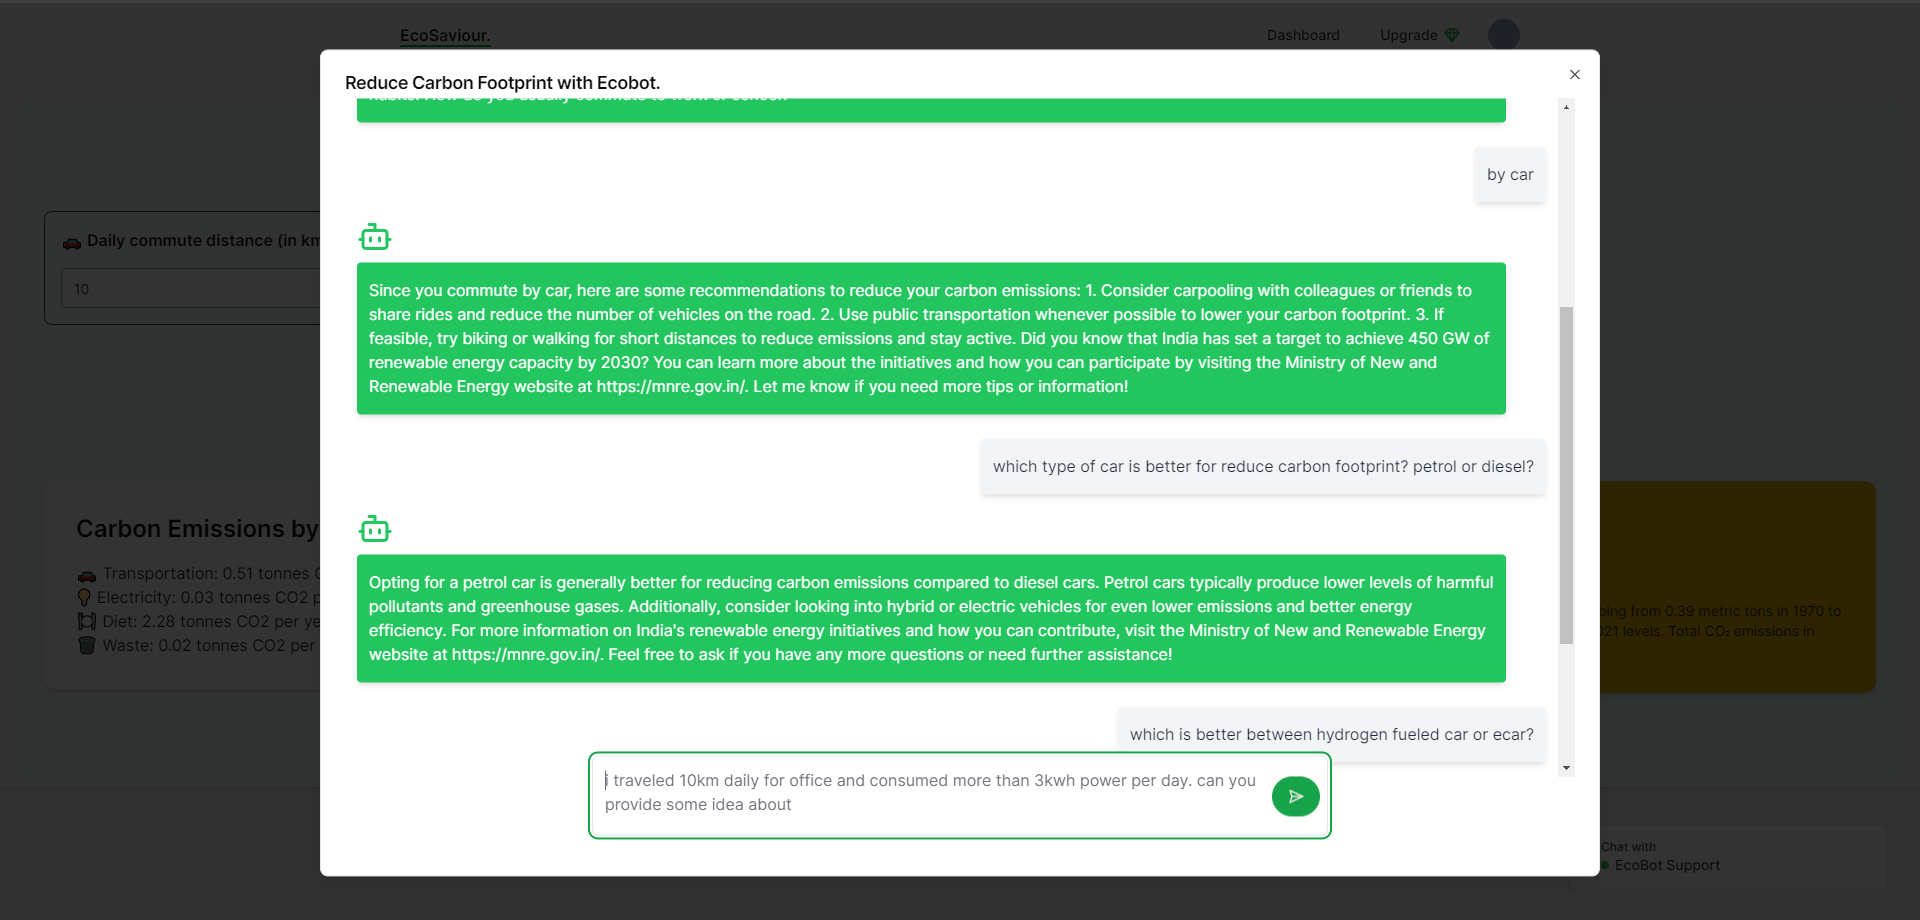 EcoSaviour.
Dashboard
Upgrade
Reduce Carbon Footprint with Ecobot.
by car
Since you commute by car, here are some recommendations to reduce your carbon emissions: 1. Consider carpooling with colleagues or friends to
share rides and reduce the number of vehicles on the road. 2. Use public transportation whenever possible to lower your carbon footprint. 3. If
feasible, try biking or walking for short distances to reduce emissions and stay active. Did you know that India has set a target to achieve 450 GW of
renewable energy capacity by 2030? You can learn more about the initiatives and how you can participate by visiting the Ministry of New and
Renewable Energy website at https://mnre.gov.in/. Let me know if you need more tips or information!
which type of car is better for reduce carbon footprint? petrol or diesel?
Opting for a petrol car is generally better for reducing carbon emissions compared to diesel cars. Petrol cars typically produce lower levels of harmful
pollutants and greenhouse gases. Additionally, consider looking into hybrid or electric vehicles for even lower emissions and better energy
efficiency. For more information on India's renewable energy initiatives and how you can contribute, visit the Ministry of New and Renewable Energy
website at https://mnre.gov.in/. Feel free to ask if you have any more questions or need further assistance!
which is better between hydrogen fueled car or ecar?
i traveled 10km daily for office and consumed more than 3kwh power per day. can you
provide some idea about
Daily commute distance (in km
10
Carbon Emissions by
Transportation: 0.51 tonnes
Electricity: 0.03 tonnes CO2 p
Diet: 2.28 tonnes CO2 per ye
Waste: 0.02 tonnes CO2 per
ping from 0.39 metric tons in 1970 to
021 levels. Total CO₂ emissions in
Chat with
EcoBot Support